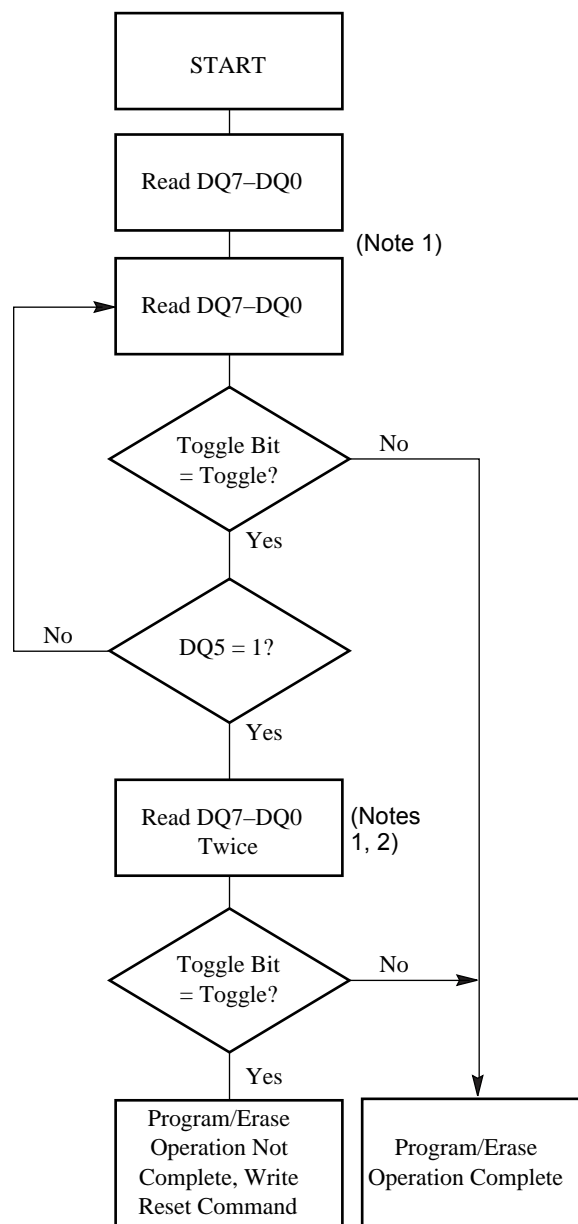 START
Read DQ7–DQ0
(Note 1)
Read DQ7–DQ0
Toggle Bit
= Toggle?
No
Yes
No
DQ5 = 1?
Yes
Read DQ7–DQ0
Twice
(Notes
1, 2)
Toggle Bit
= Toggle?
No
Yes
Program/Erase
Operation Not
Complete, Write
Reset Command
Program/Erase
Operation Complete